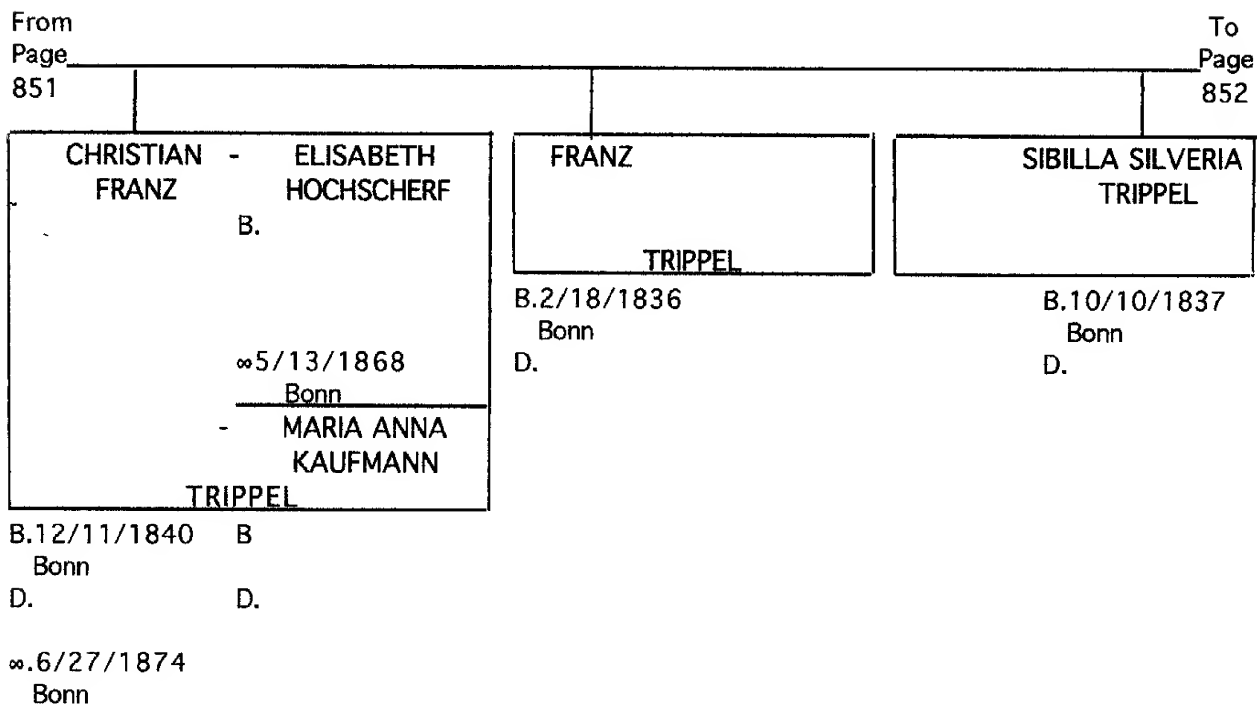 From
Page
851
To
Page
852
CHRISTIAN - ELISABETH
FRANZ HOCHSCHERF
B.
∞5/13/1868
Bonn
- MARIA ANNA
KAUFMANN
TRIPPEL
B.12/11/1840 B
Bonn
D. D.
∞.6/27/1874
Bonn
FRANZ
TRIPPEL
B.2/18/1836
Bonn
D.
SIBILLA SILVERIA
TRIPPEL
B.10/10/1837
Bonn
D.